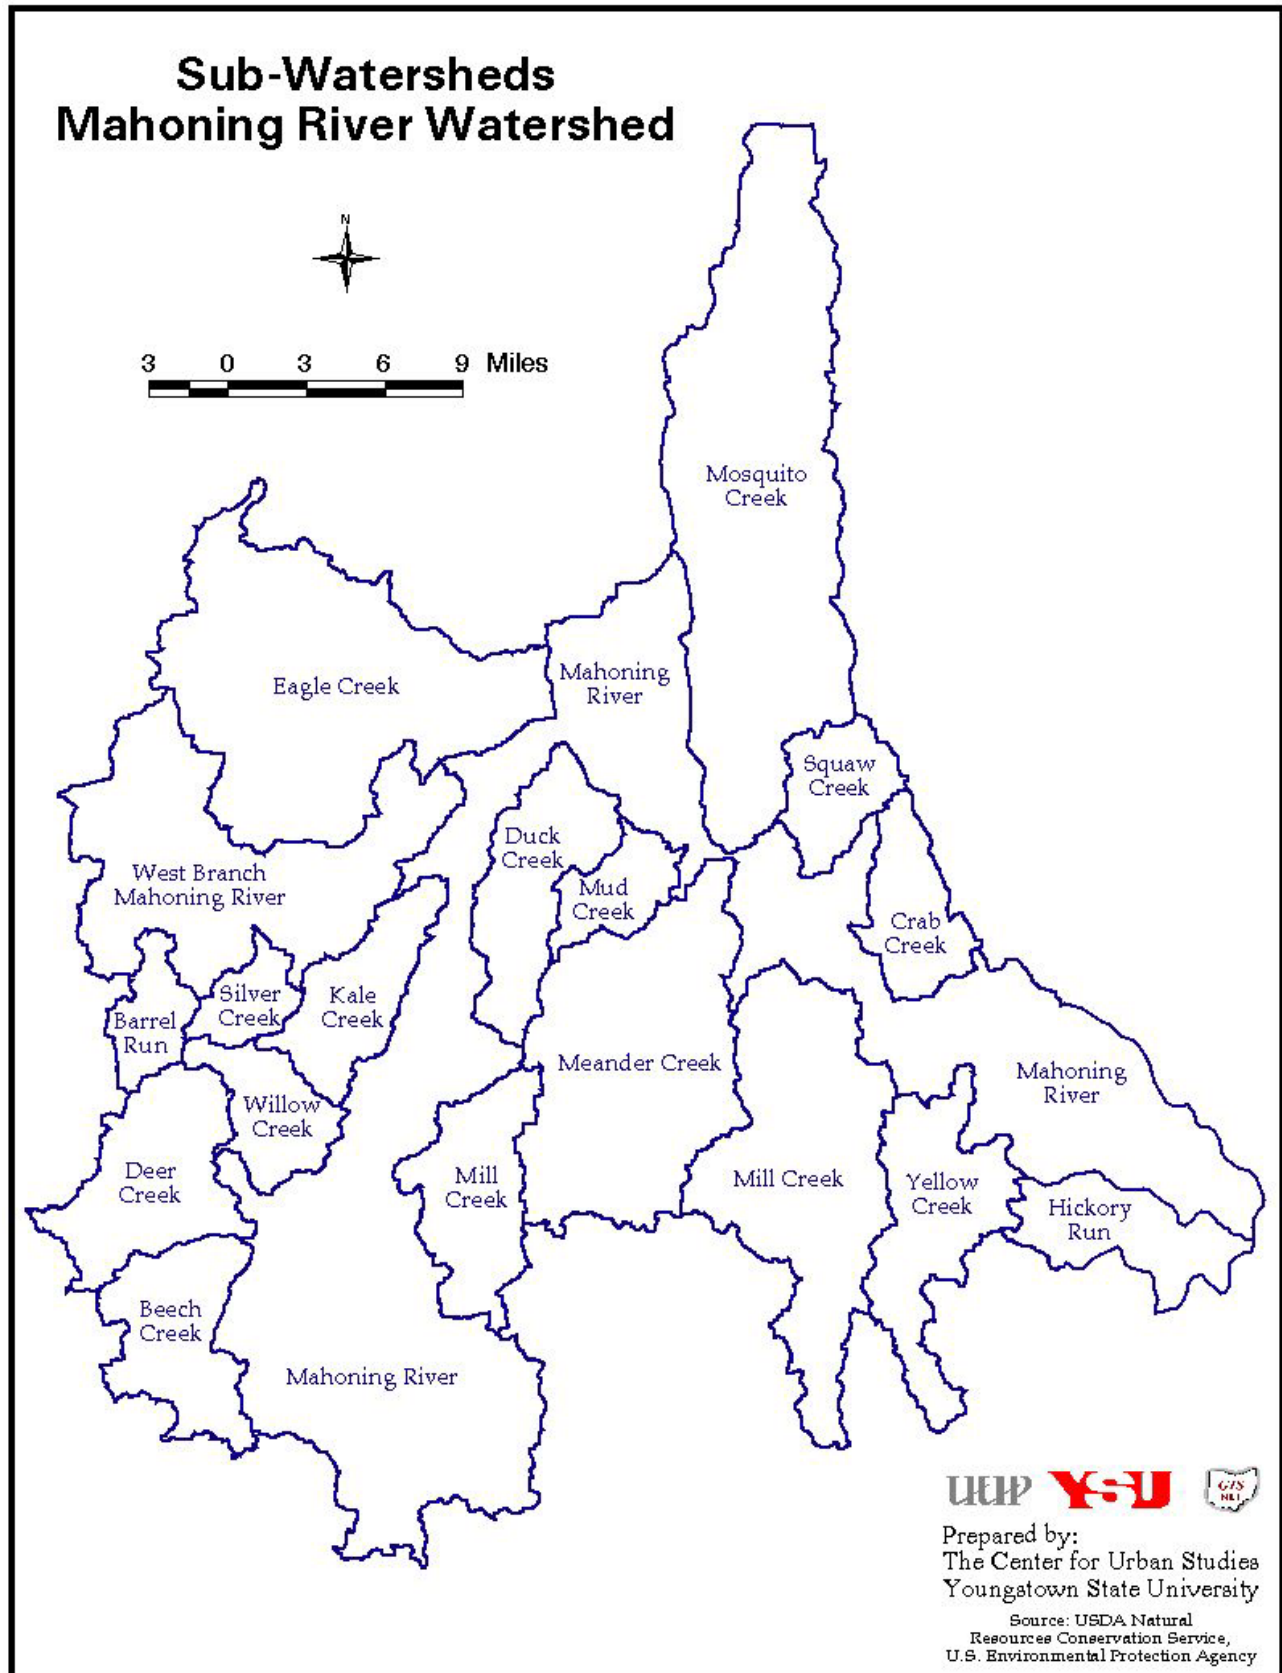 Sub-Watersheds
Mahoning River Watershed
N
3 0 3 6 9 Miles
Mosquito
Creek
Eagle Creek
Mahoning
River
Squaw
Creek
Duck
Creek
West Branch
Mahoning River
Mud
Creek
Crab
Creek
Silver
Creek
Kale
Creek
Barrel
Run
Meander Creek
Mahoning
River
Willow
Creek
Deer
Creek
Mill
Creek
Mill Creek
Yellow
Creek
Hickory
Run
Beech
Creek
Mahoning River
UUP YSU GIS
Prepared by:
The Center for Urban Studies
Youngstown State University
Source: USDA Natural
Resources Conservation Service,
U.S. Environmental Protection Agency